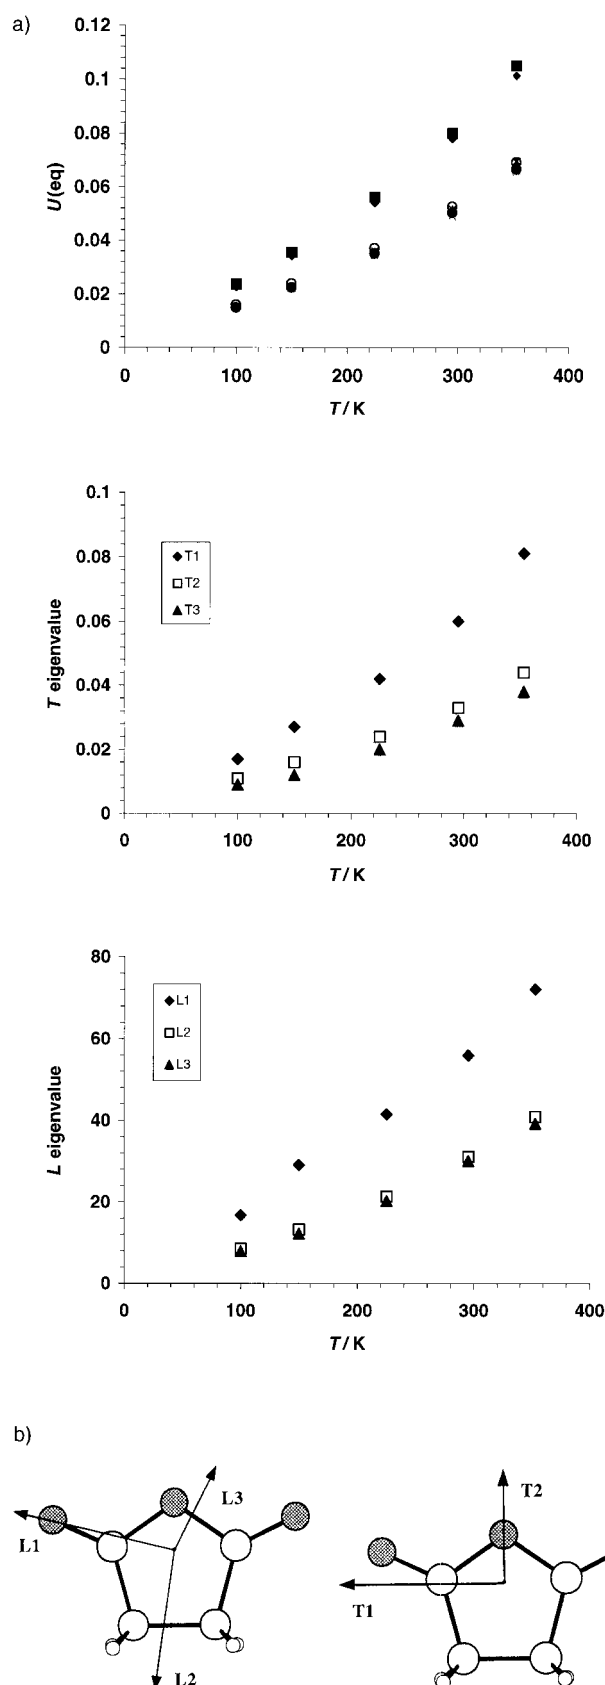 a)
0.12
0.1
0.08
0.06
0.04
0.02
0
U(eq)
0 100 200 300 400
T / K
0.1
0.08
0.06
0.04
0.02
0
T eigenvalue
T1
T2
T3
0 100 200 300 400
T / K
80
60
40
20
0
L eigenvalue
L1
L2
L3
0 100 200 300 400
T / K
b)
L1
L3
L2
T2
T1